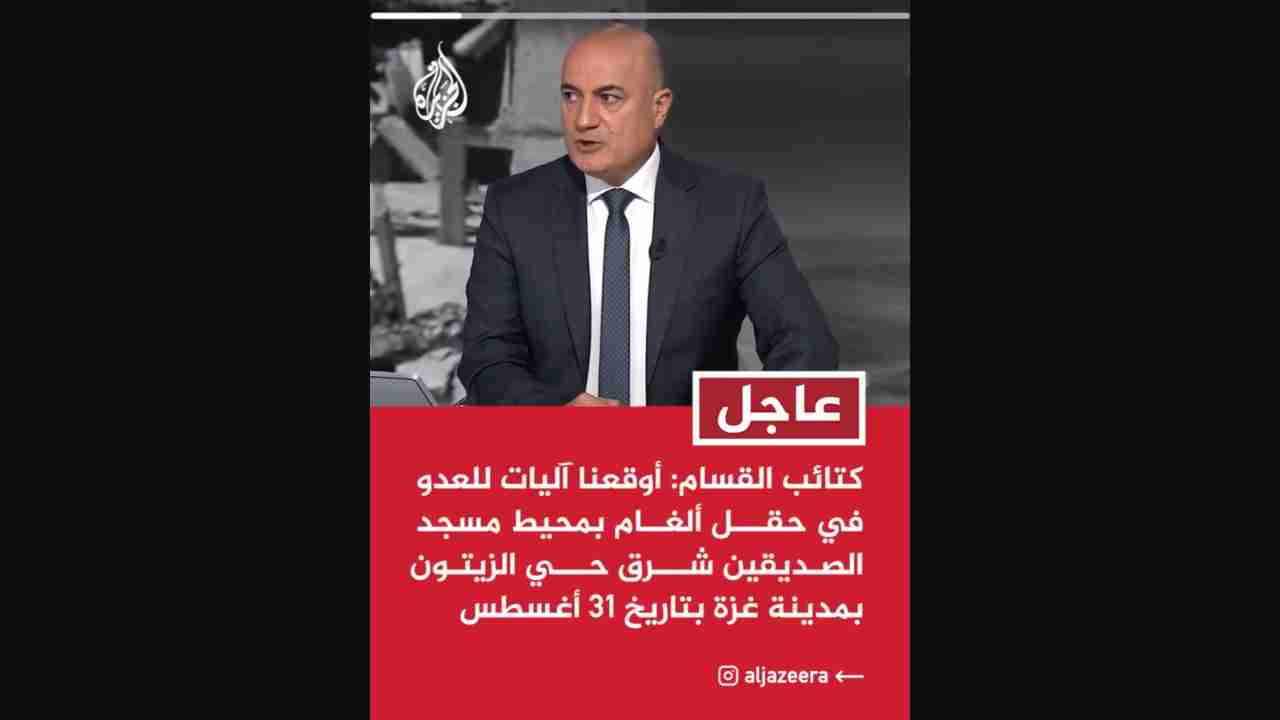 الجزيرة
عاجل
كتائب القسام: أوقعنا آليات للعدو
في حقل ألغام بمحيط مسجد
الصديقين شرق حي الزيتون
بمدينة غزة بتاريخ 31 أغسطس
aljazeera